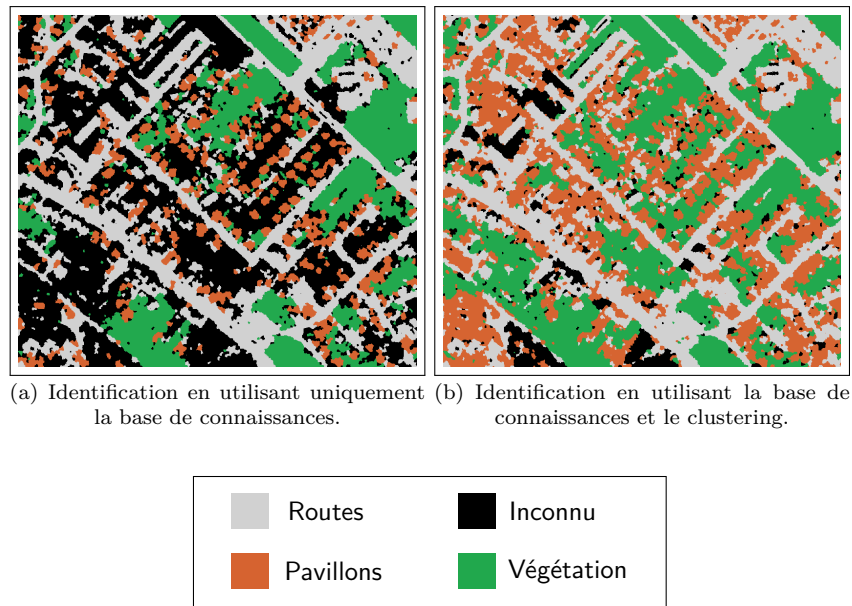 (a) Identification en utilisant uniquement
la base de connaissances.
(b) Identification en utilisant la base de
connaissances et le clustering.
Routes
Inconnu
Pavillons
Végétation